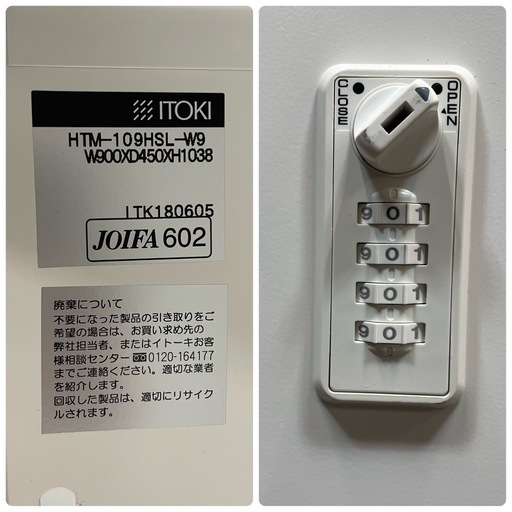 ITOKI
HTM-109HSL-W9
W900XD450XH1038
ITK180605
JOIFA 602
廃棄について
不要になった製品の引き取りをご
希望の場合は、お買い求め先の
弊社担当者、またはイトーキお客
様相談センター 0120-164177
までご連絡ください。適切な業者
を紹介します。
回収した製品は、適切にリサイク
ルされます。
CLOSE
OPEN
901
901
901
901